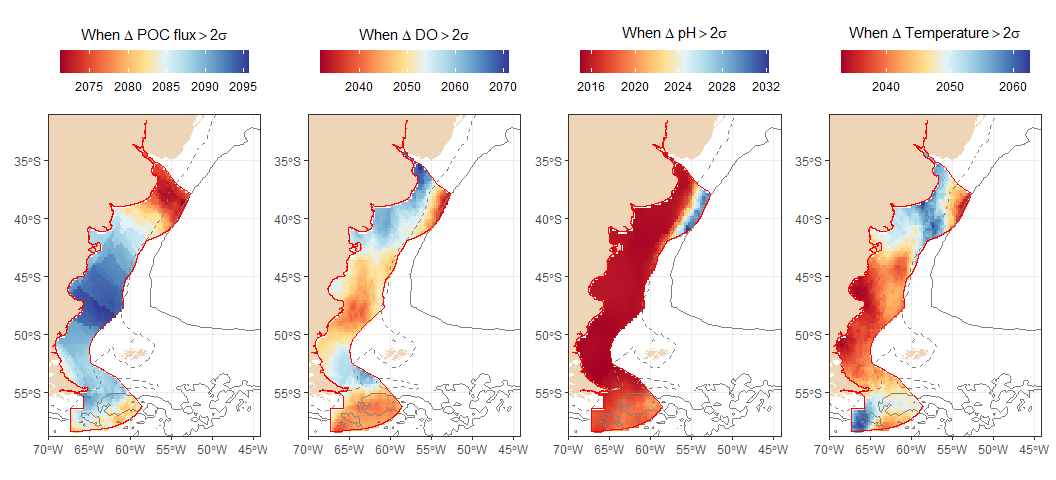 When Δ POC flux > 2σ
2075 2080 2085 2090 2095
When Δ DO > 2σ
2040 2050 2060 2070
When Δ pH > 2σ
2016 2020 2024 2028 2032
When Δ Temperature > 2σ
2040 2050 2060
35°S
40°S
45°S
50°S
55°S
70°W 65°W 60°W 55°W 50°W 45°W
35°S
40°S
45°S
50°S
55°S
70°W 65°W 60°W 55°W 50°W 45°W
35°S
40°S
45°S
50°S
55°S
70°W 65°W 60°W 55°W 50°W 45°W
35°S
40°S
45°S
50°S
55°S
70°W 65°W 60°W 55°W 50°W 45°W